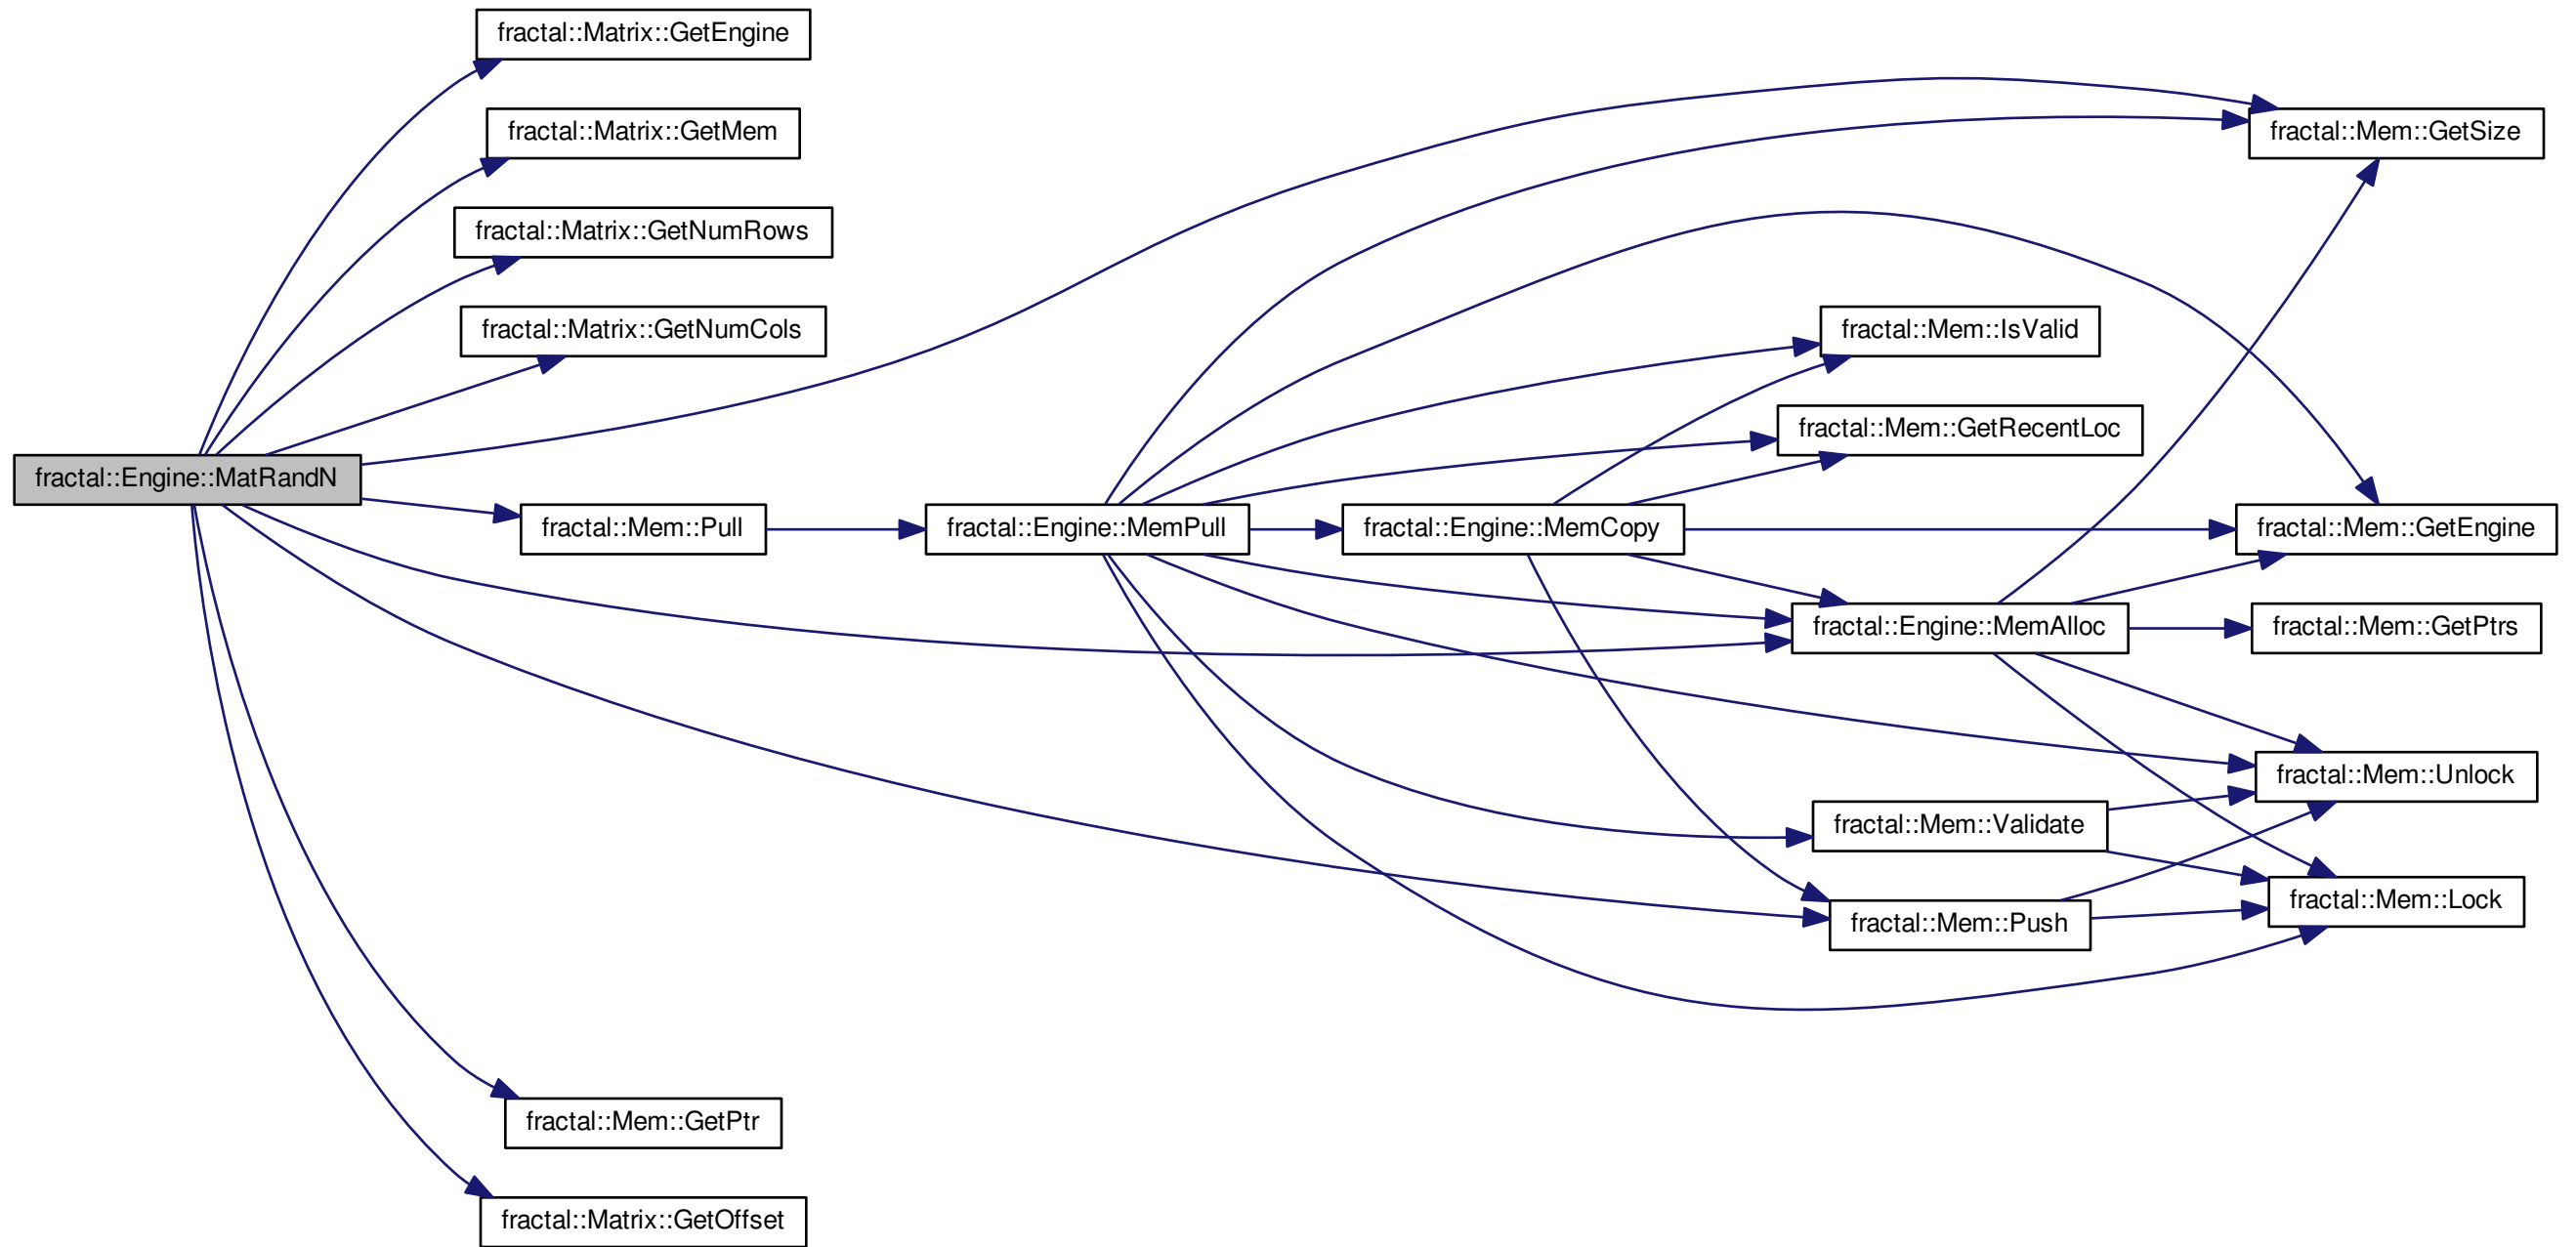 fractal::Matrix::GetEngine
fractal::Matrix::GetMem
fractal::Mem::GetSize
fractal::Matrix::GetNumRows
fractal::Matrix::GetNumCols
fractal::Mem::IsValid
fractal::Mem::GetRecentLoc
fractal::Engine::MatRandN
fractal::Mem::Pull
fractal::Engine::MemPull
fractal::Engine::MemCopy
fractal::Mem::GetEngine
fractal::Engine::MemAlloc
fractal::Mem::GetPtrs
fractal::Mem::Unlock
fractal::Mem::Validate
fractal::Mem::Lock
fractal::Mem::Push
fractal::Mem::GetPtr
fractal::Matrix::GetOffset